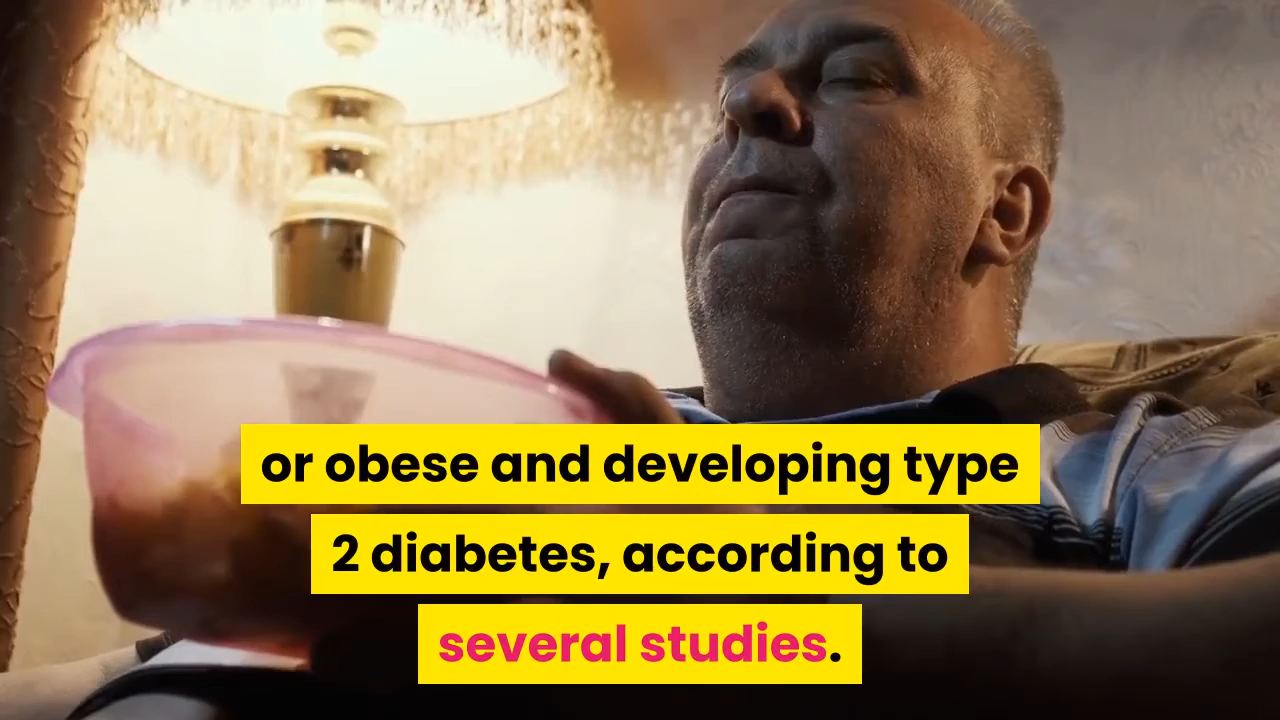 or obese and developing type
2 diabetes, according to
several studies.